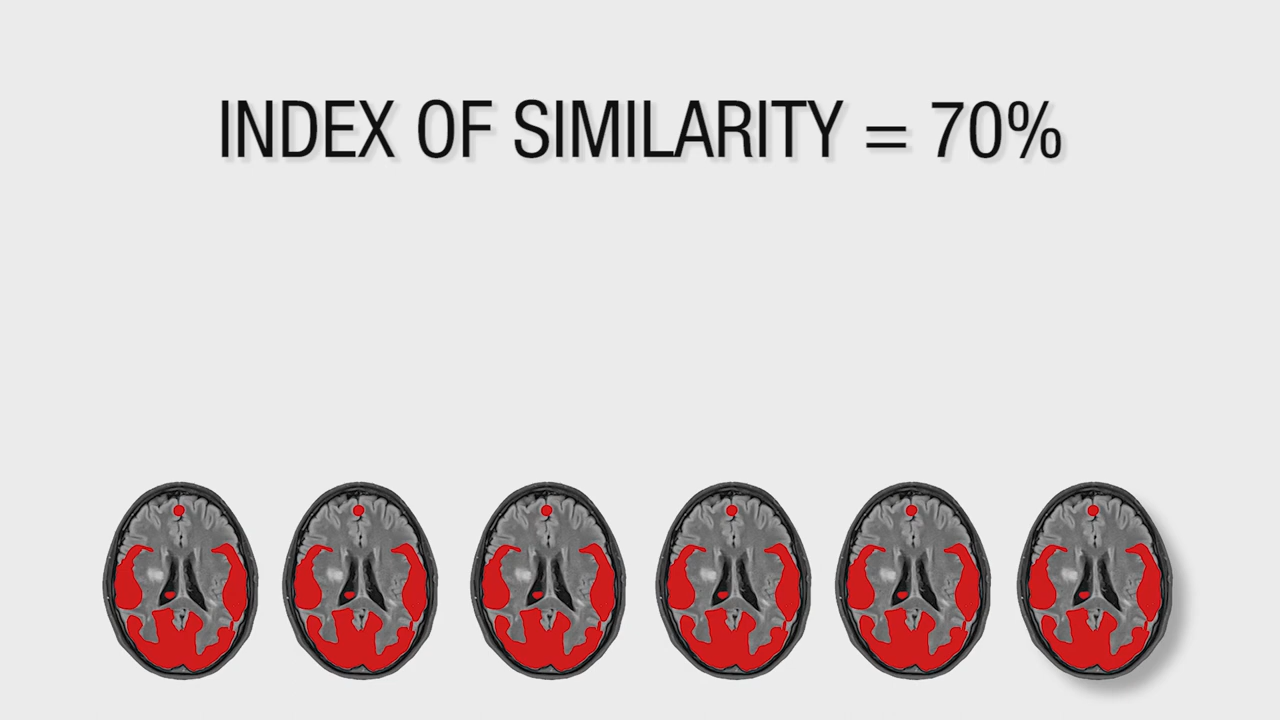 INDEX OF SIMILARITY = 70%